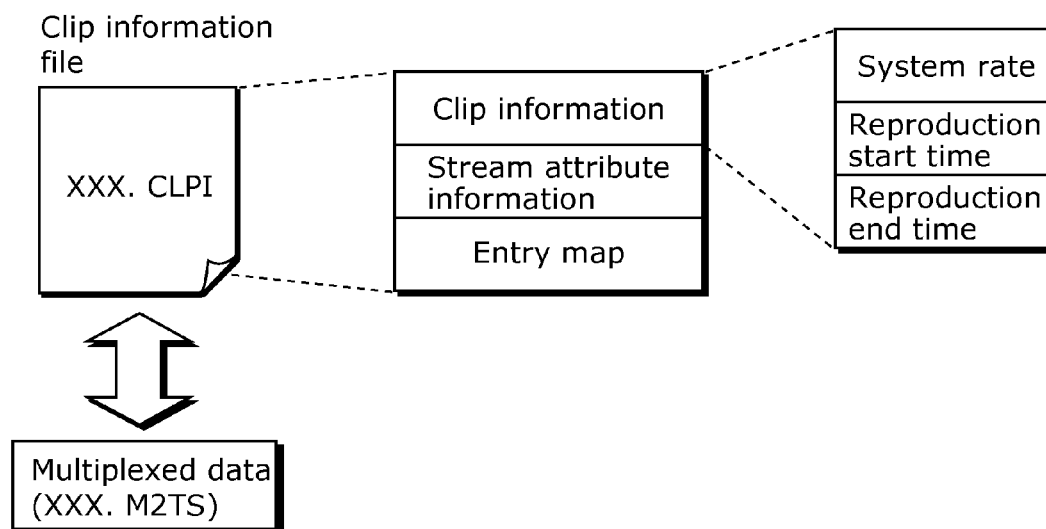 Clip information
file
XXX. CLPI
Clip information
Stream attribute
information
Entry map
System rate
Reproduction
start time
Reproduction
end time
Multiplexed data
(XXX. M2TS)